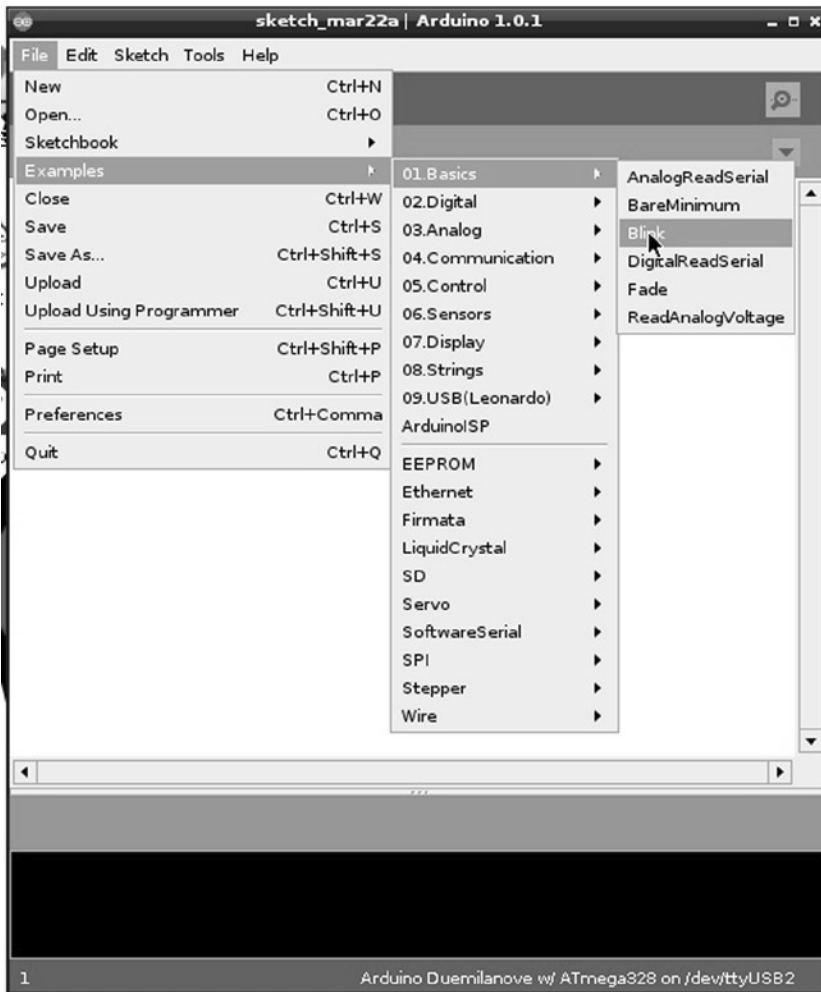 sketch_mar22a | Arduino 1.0.1
File Edit Sketch Tools Help
New Ctrl+N
Open... Ctrl+O
Sketchbook
Examples
Close Ctrl+W
Save Ctrl+S
Save As... Ctrl+Shift+S
Upload Ctrl+U
Upload Using Programmer Ctrl+Shift+U
Page Setup Ctrl+Shift+P
Print Ctrl+P
Preferences Ctrl+Comma
Quit Ctrl+Q
01.Basics
02.Digital
03.Analog
04.Communication
05.Control
06.Sensors
07.Display
08.Strings
09.USB(Leonardo)
ArduinoISP
EEPROM
Ethernet
Firmata
LiquidCrystal
SD
Servo
SoftwareSerial
SPI
Stepper
Wire
AnalogReadSerial
BareMinimum
Blink
DigitalReadSerial
Fade
ReadAnalogVoltage
1 Arduino Duemilanove w/ ATmega328 on /dev/ttyUSB2